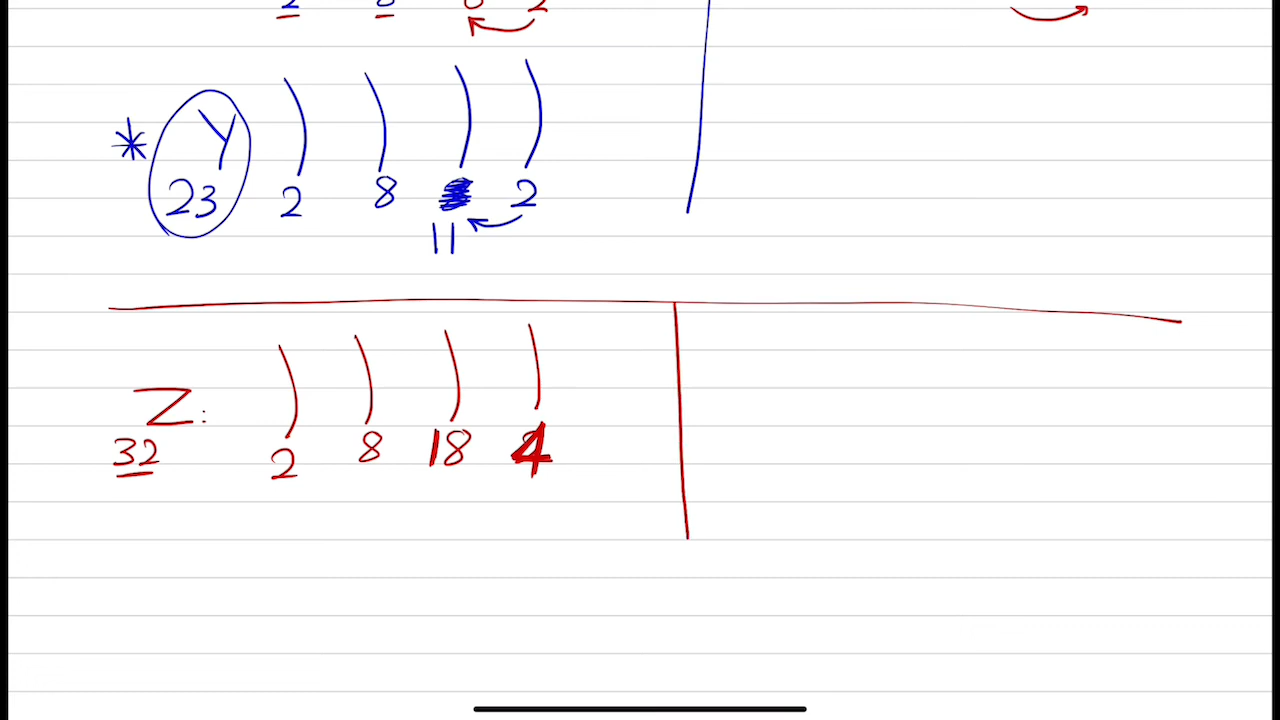 2 8 8 2
* Y ) ) ) )
23 2 8 2
11
Z: ) ) ) )
32 2 8 18 4